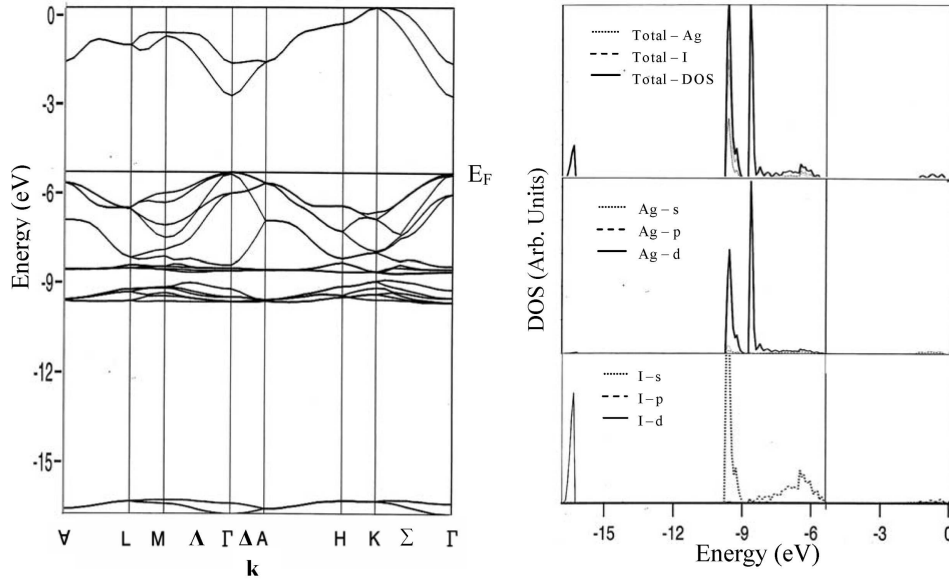 0
-3
-6
-9
-12
-15
Energy (eV)
E_F
∀ L M Λ Γ Δ A H K Σ Γ
k
Total – Ag
Total – I
Total – DOS
Ag – s
Ag – p
Ag – d
I – s
I – p
I – d
DOS (Arb. Units)
-15 -12 -9 -6 0
Energy (eV)